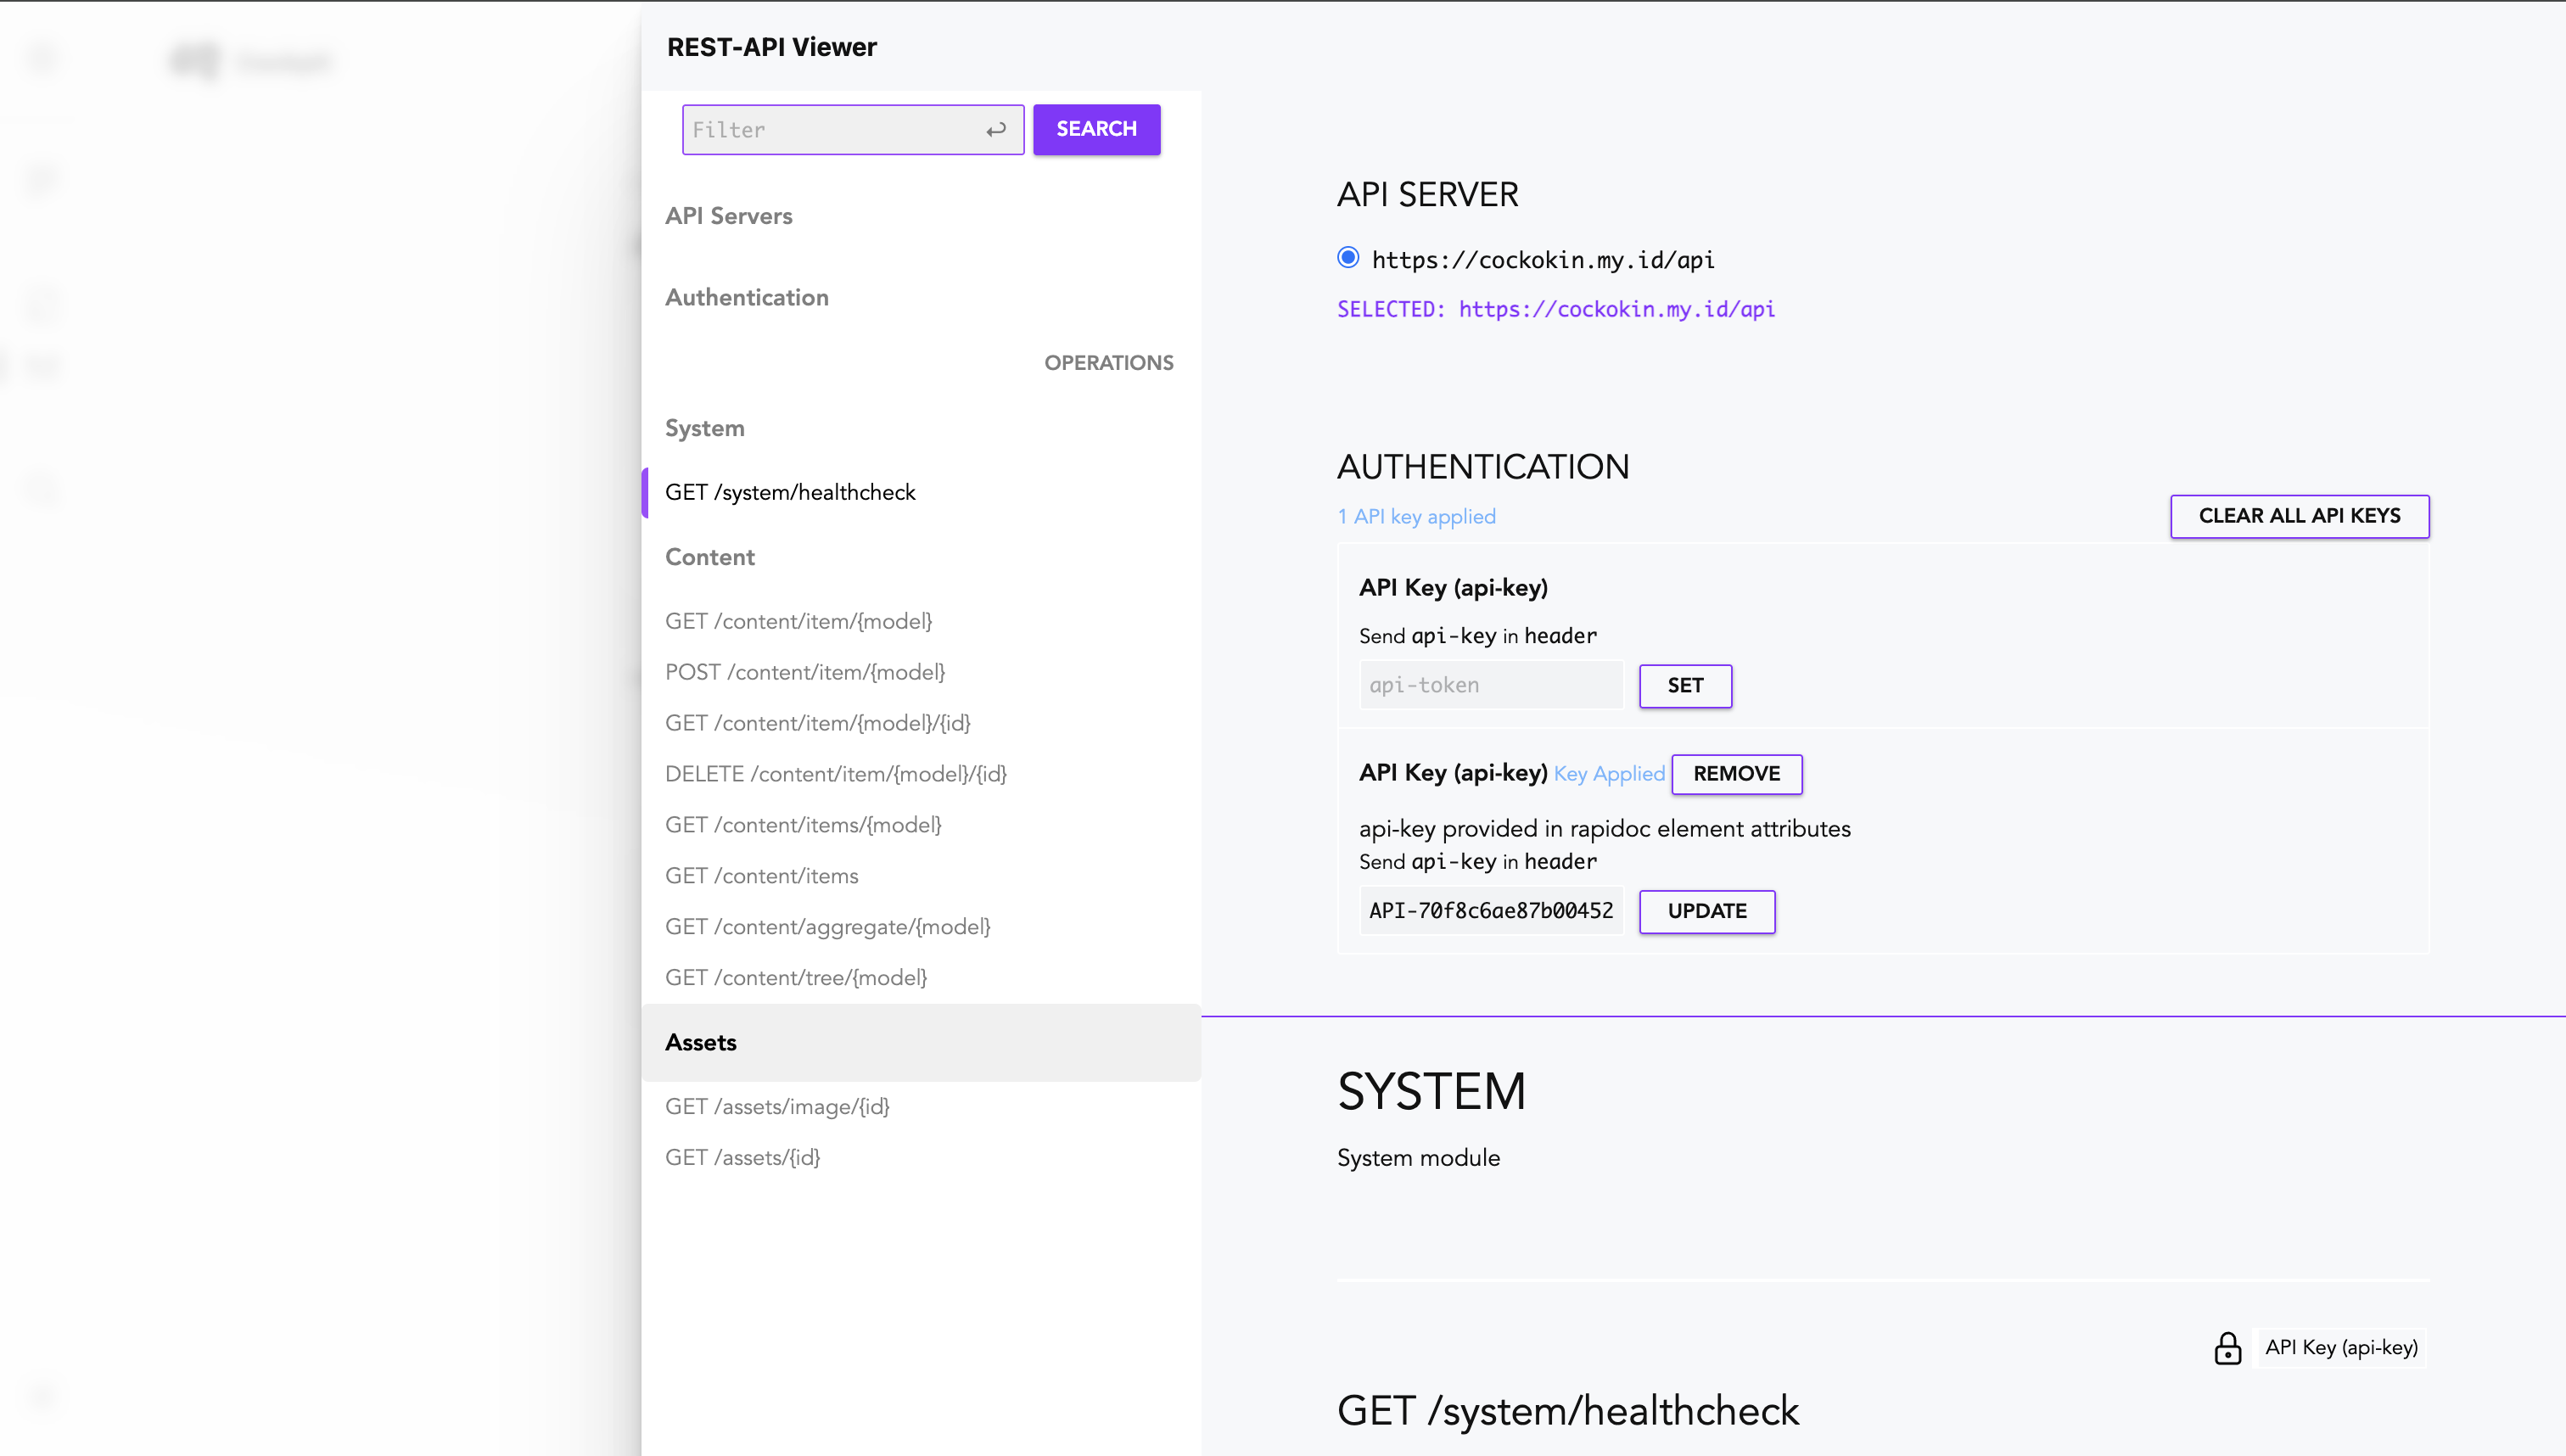 REST-API Viewer
Filter
SEARCH
API Servers
Authentication
OPERATIONS
System
GET /system/healthcheck
Content
GET /content/item/{model}
POST /content/item/{model}
GET /content/item/{model}/{id}
DELETE /content/item/{model}/{id}
GET /content/items/{model}
GET /content/items
GET /content/aggregate/{model}
GET /content/tree/{model}
Assets
GET /assets/image/{id}
GET /assets/{id}
API SERVER
https://cockokin.my.id/api
SELECTED: https://cockokin.my.id/api
AUTHENTICATION
1 API key applied
CLEAR ALL API KEYS
API Key (api-key)
Send api-key in header
api-token
SET
API Key (api-key) Key Applied REMOVE
api-key provided in rapidoc element attributes
Send api-key in header
API-70f8c6ae87b00452
UPDATE
SYSTEM
System module
API Key (api-key)
GET /system/healthcheck